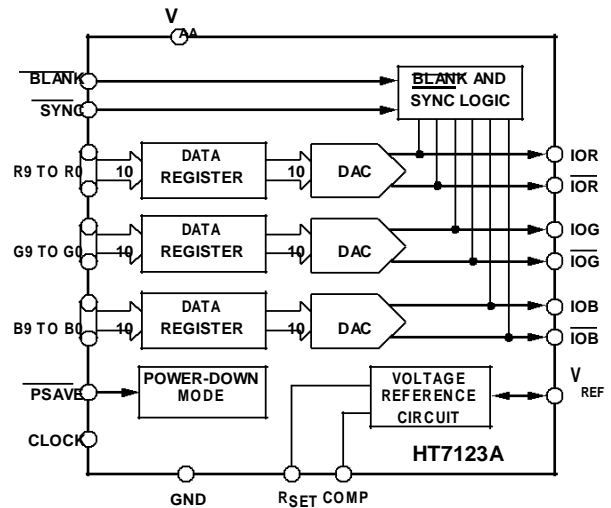 V
AA
BLANK
SYNC
BLANK AND
SYNC LOGIC
R9 TO R0
10
DATA
REGISTER
10
DAC
IOR
IOR
G9 TO G0
10
DATA
REGISTER
10
DAC
IOG
IOG
B9 TO B0
10
DATA
REGISTER
10
DAC
IOB
IOB
PSAVE
POWER-DOWN
MODE
VOLTAGE
REFERENCE
CIRCUIT
V
REF
CLOCK
HT7123A
GND
RSET COMP